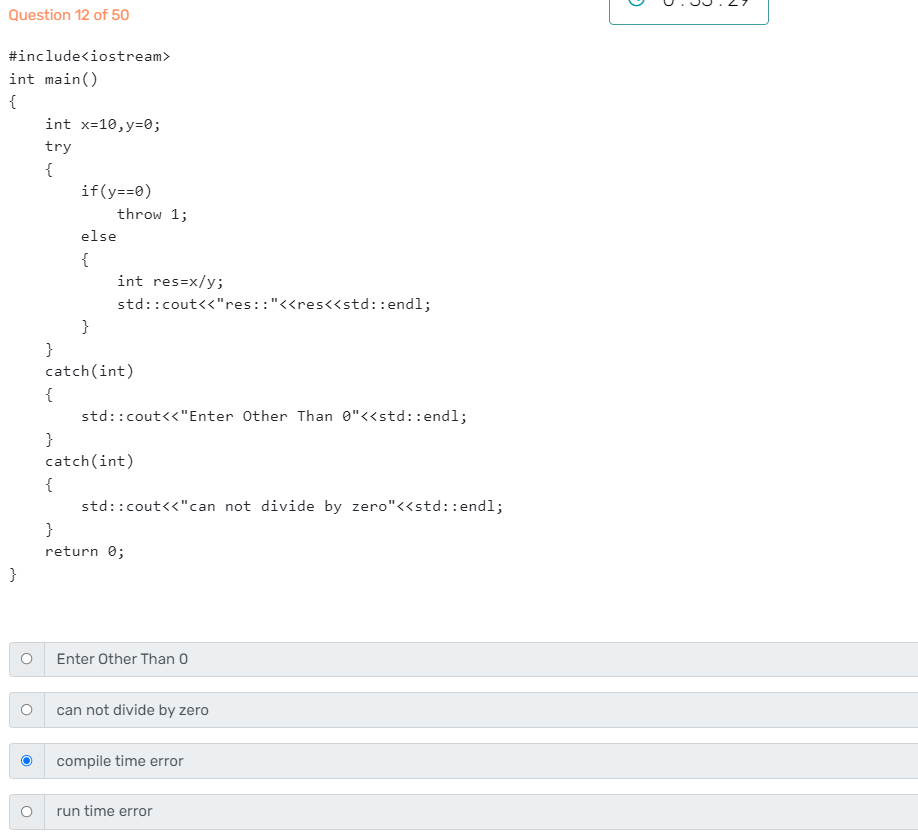 Question 12 of 50
#include<iostream>
int main()
{
    int x=10,y=0;
    try
    {
        if(y==0)
            throw 1;
        else
        {
            int res=x/y;
            std::cout<<"res::"<<res<<std::endl;
        }
    }
    catch(int)
    {
        std::cout<<"Enter Other Than 0"<<std::endl;
    }
    catch(int)
    {
        std::cout<<"can not divide by zero"<<std::endl;
    }
    return 0;
}
Enter Other Than 0
can not divide by zero
compile time error
run time error